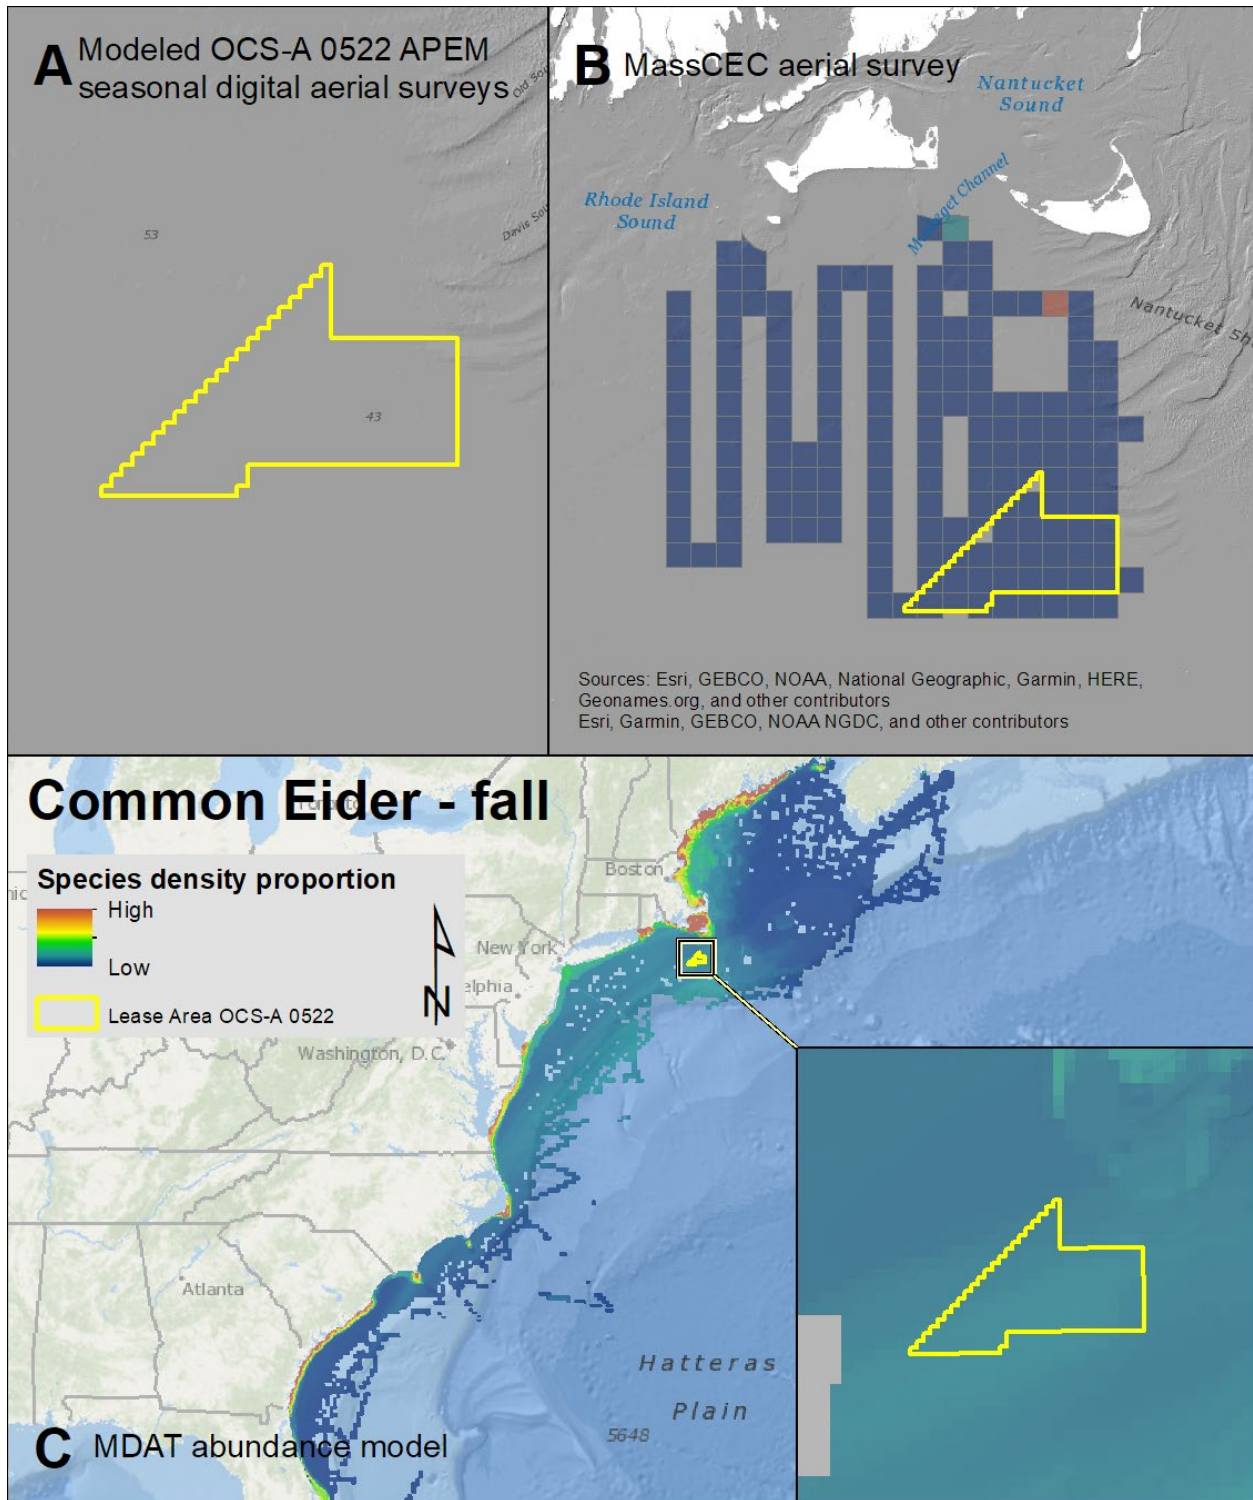 A Modeled OCS-A 0522 APEM
seasonal digital aerial surveys
Davis
53
43
B MassCEC aerial survey
Nantucket
Sound
Rhode Island
Sound
Channel
Nantucket
Sources: Esri, GEBCO, NOAA, National Geographic, Garmin, HERE,
Geonames.org, and other contributors
Esri, Garmin, GEBCO, NOAA NGDC, and other contributors
Common Eider - fall
Species density proportion
High
Low
Lease Area OCS-A 0522
N
Boston
New York
elphia
Washington, D.C.
Atlanta
Hatteras
Plain
5648
C MDAT abundance model